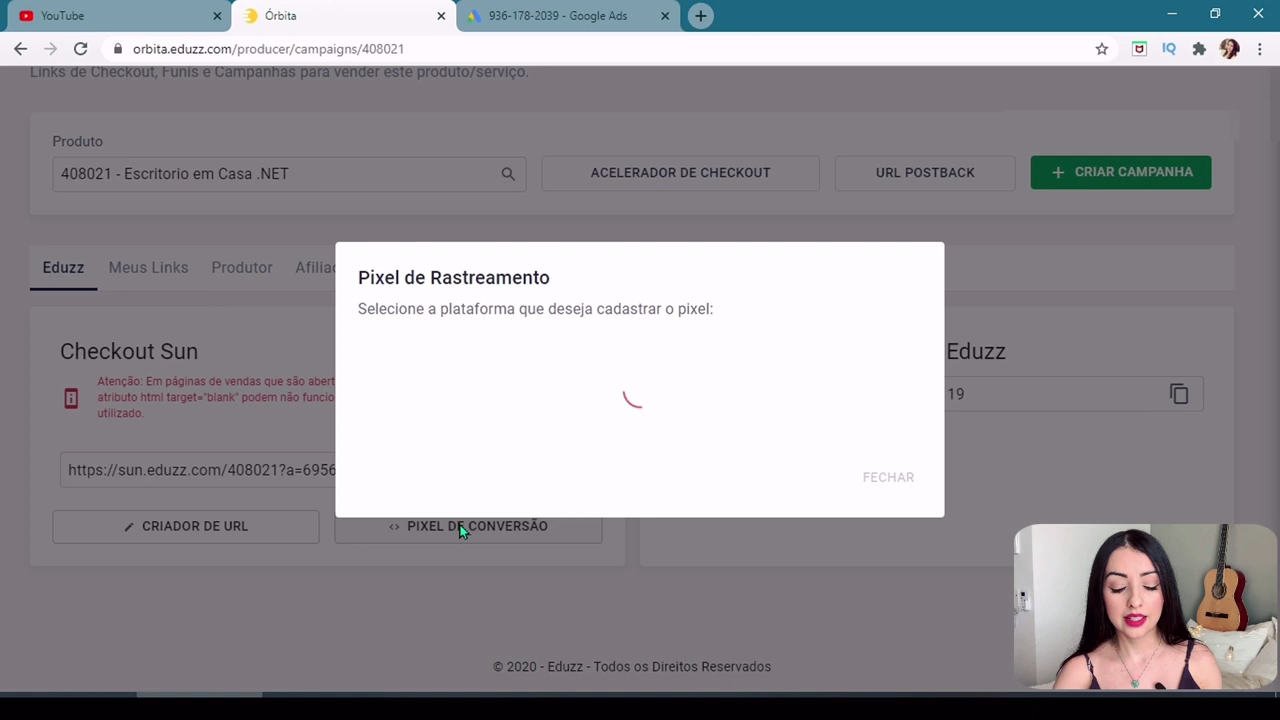 YouTube
Órbita
936-178-2039 - Google Ads
orbita.eduzz.com/producer/campaigns/408021
Links de Checkout, Funis e Campanhas para vender este produto/serviço.
Produto
408021 - Escritorio em Casa .NET
ACELERADOR DE CHECKOUT
URL POSTBACK
+ CRIAR CAMPANHA
Eduzz
Meus Links
Produtor
Afilia
Pixel de Rastreamento
Selecione a plataforma que deseja cadastrar o pixel:
FECHAR
Checkout Sun
Atenção: Em páginas de vendas que são abert
atributo html target="blank" podem não funcio
utilizado.
https://sun.eduzz.com/408021?a=6956
CRIADOR DE URL
<> PIXEL DE CONVERSÃO
Eduzz
19
© 2020 - Eduzz - Todos os Direitos Reservados
IQ